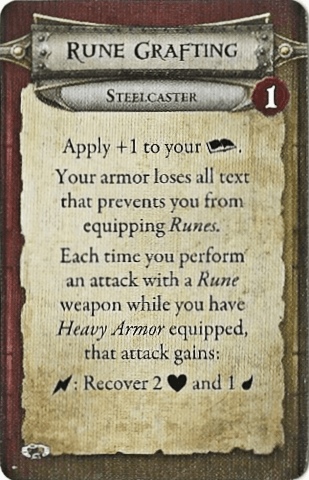 Rune Grafting
Steelcaster
1
Apply +1 to your .
Your armor loses all text
that prevents you from
equipping Runes.
Each time you perform
an attack with a Rune
weapon while you have
Heavy Armor equipped,
that attack gains:
: Recover 2 and 1